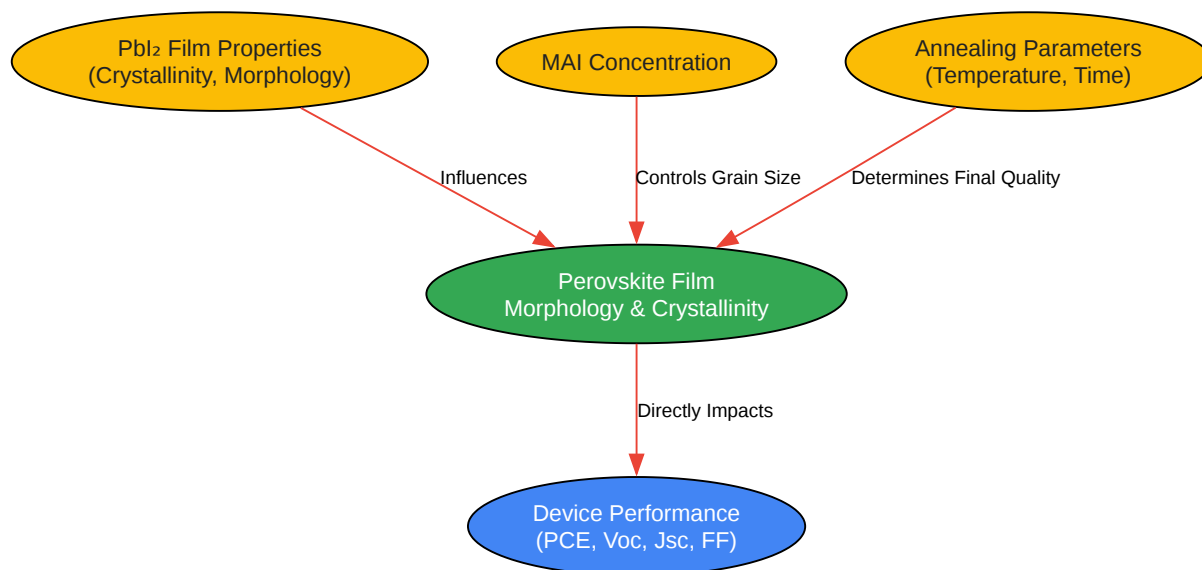 PbI₂ Film Properties
(Crystallinity, Morphology)
MAI Concentration
Annealing Parameters
(Temperature, Time)
Influences
Controls Grain Size
Determines Final Quality
Perovskite Film
Morphology & Crystallinity
Directly Impacts
Device Performance
(PCE, Voc, Jsc, FF)